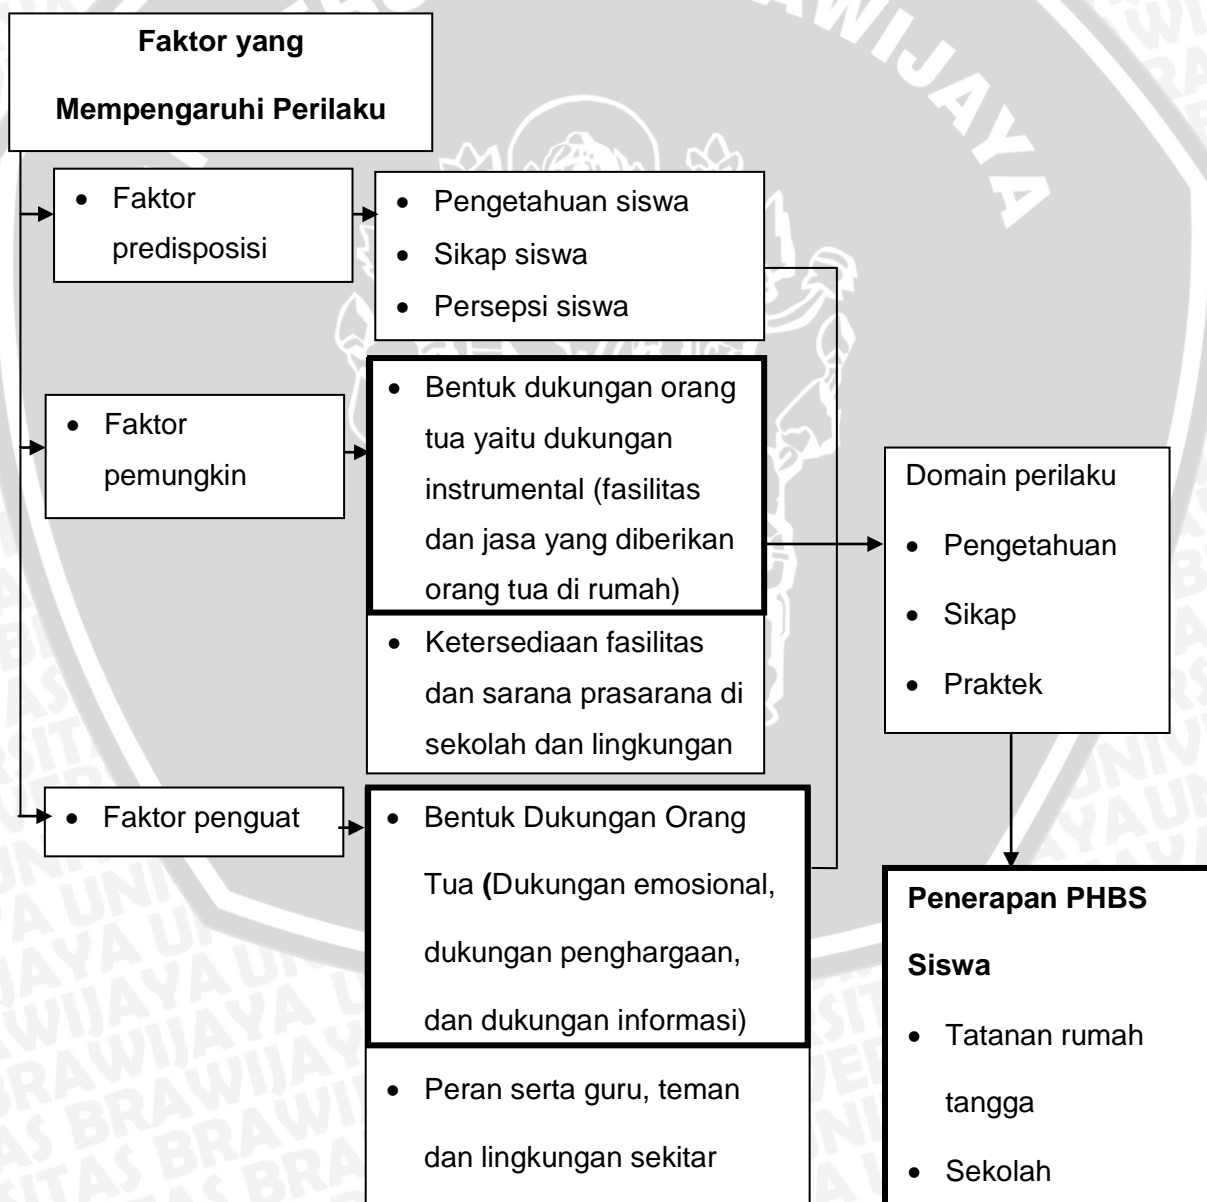 BRAWIJAYA
Faktor yang
Mempengaruhi Perilaku
• Faktor
predisposisi
• Pengetahuan siswa
• Sikap siswa
• Persepsi siswa
• Faktor
pemungkin
• Bentuk dukungan orang
tua yaitu dukungan
instrumental (fasilitas
dan jasa yang diberikan
orang tua di rumah)
• Ketersediaan fasilitas
dan sarana prasarana di
sekolah dan lingkungan
• Faktor penguat
• Bentuk Dukungan Orang
Tua (Dukungan emosional,
dukungan penghargaan,
dan dukungan informasi)
• Peran serta guru, teman
dan lingkungan sekitar
Domain perilaku
• Pengetahuan
• Sikap
• Praktek
Penerapan PHBS
Siswa
• Tatanan rumah
tangga
• Sekolah